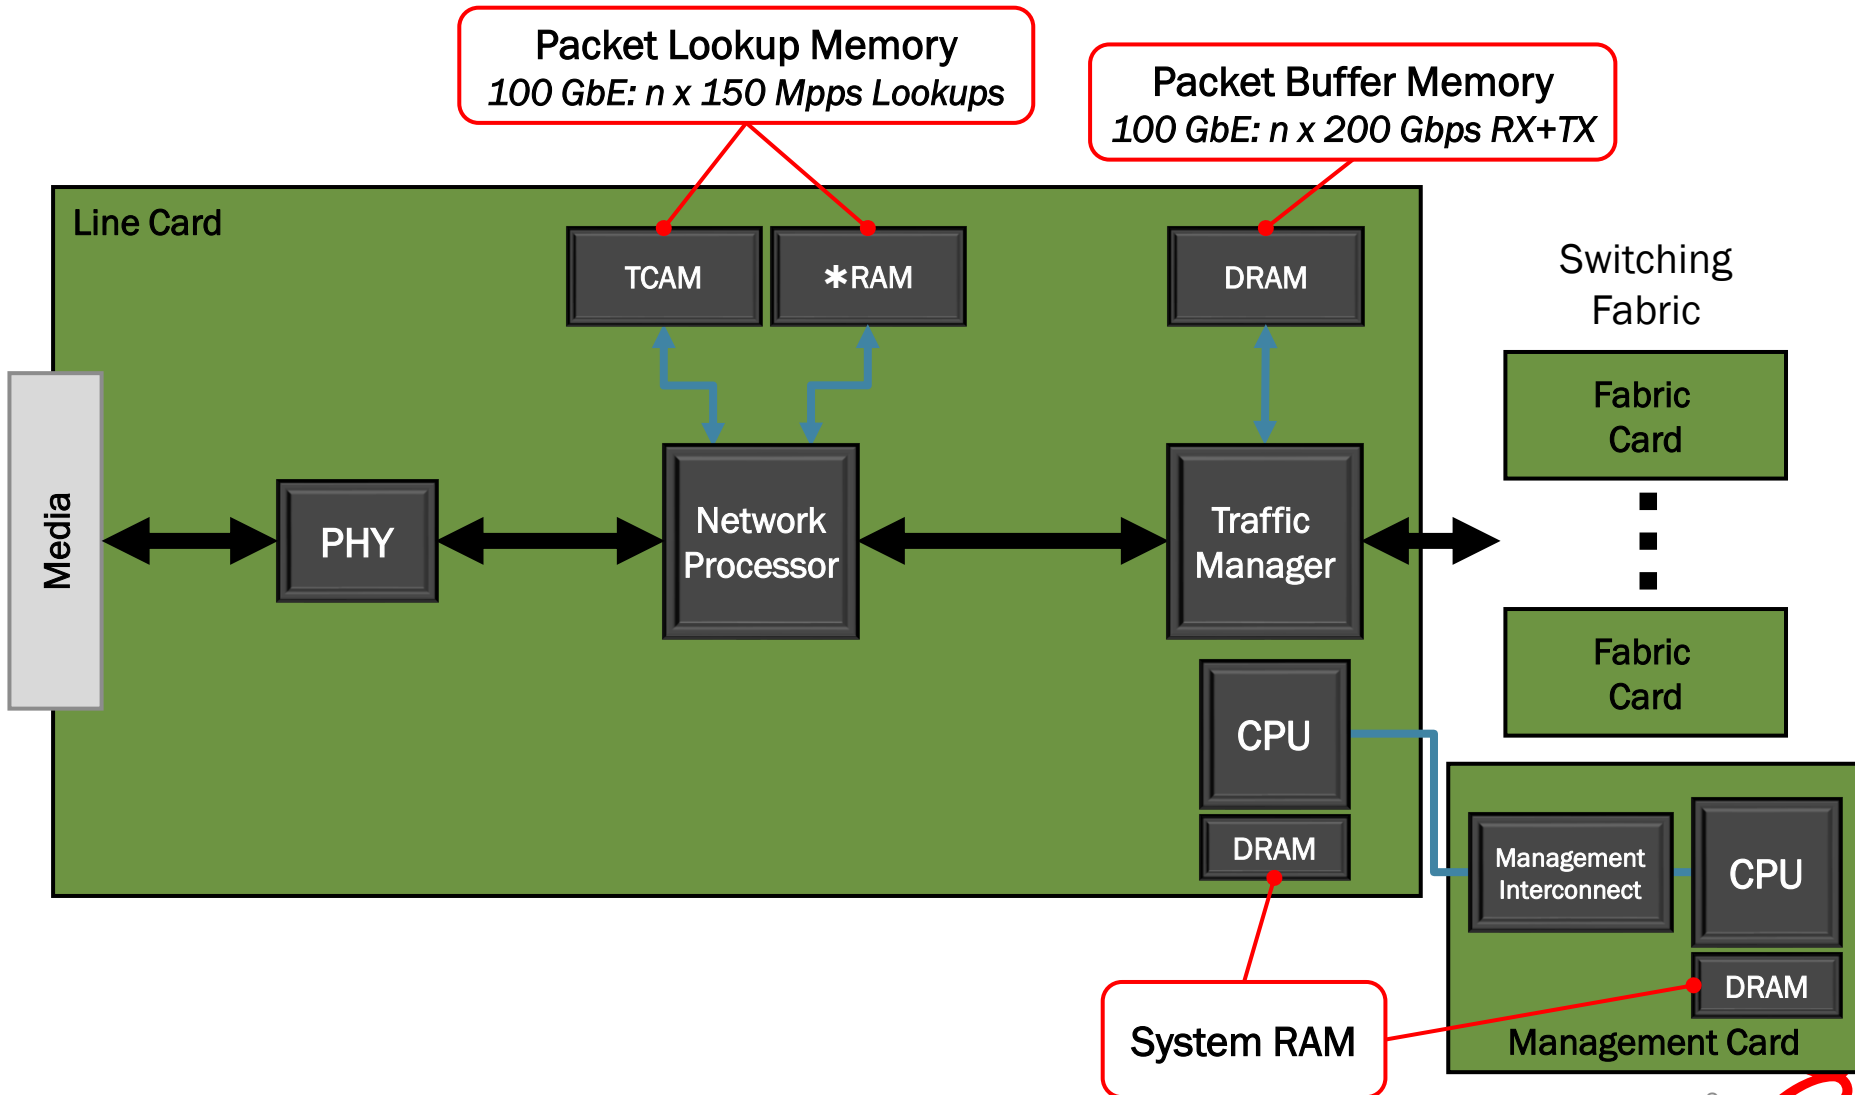 Packet Lookup Memory
100 GbE: n x 150 Mpps Lookups
Packet Buffer Memory
100 GbE: n x 200 Gbps RX+TX
Line Card
TCAM
*RAM
DRAM
Switching
Fabric
Fabric
Card
Media
PHY
Network
Processor
Traffic
Manager
Fabric
Card
CPU
DRAM
Management
Interconnect
CPU
DRAM
System RAM
Management Card